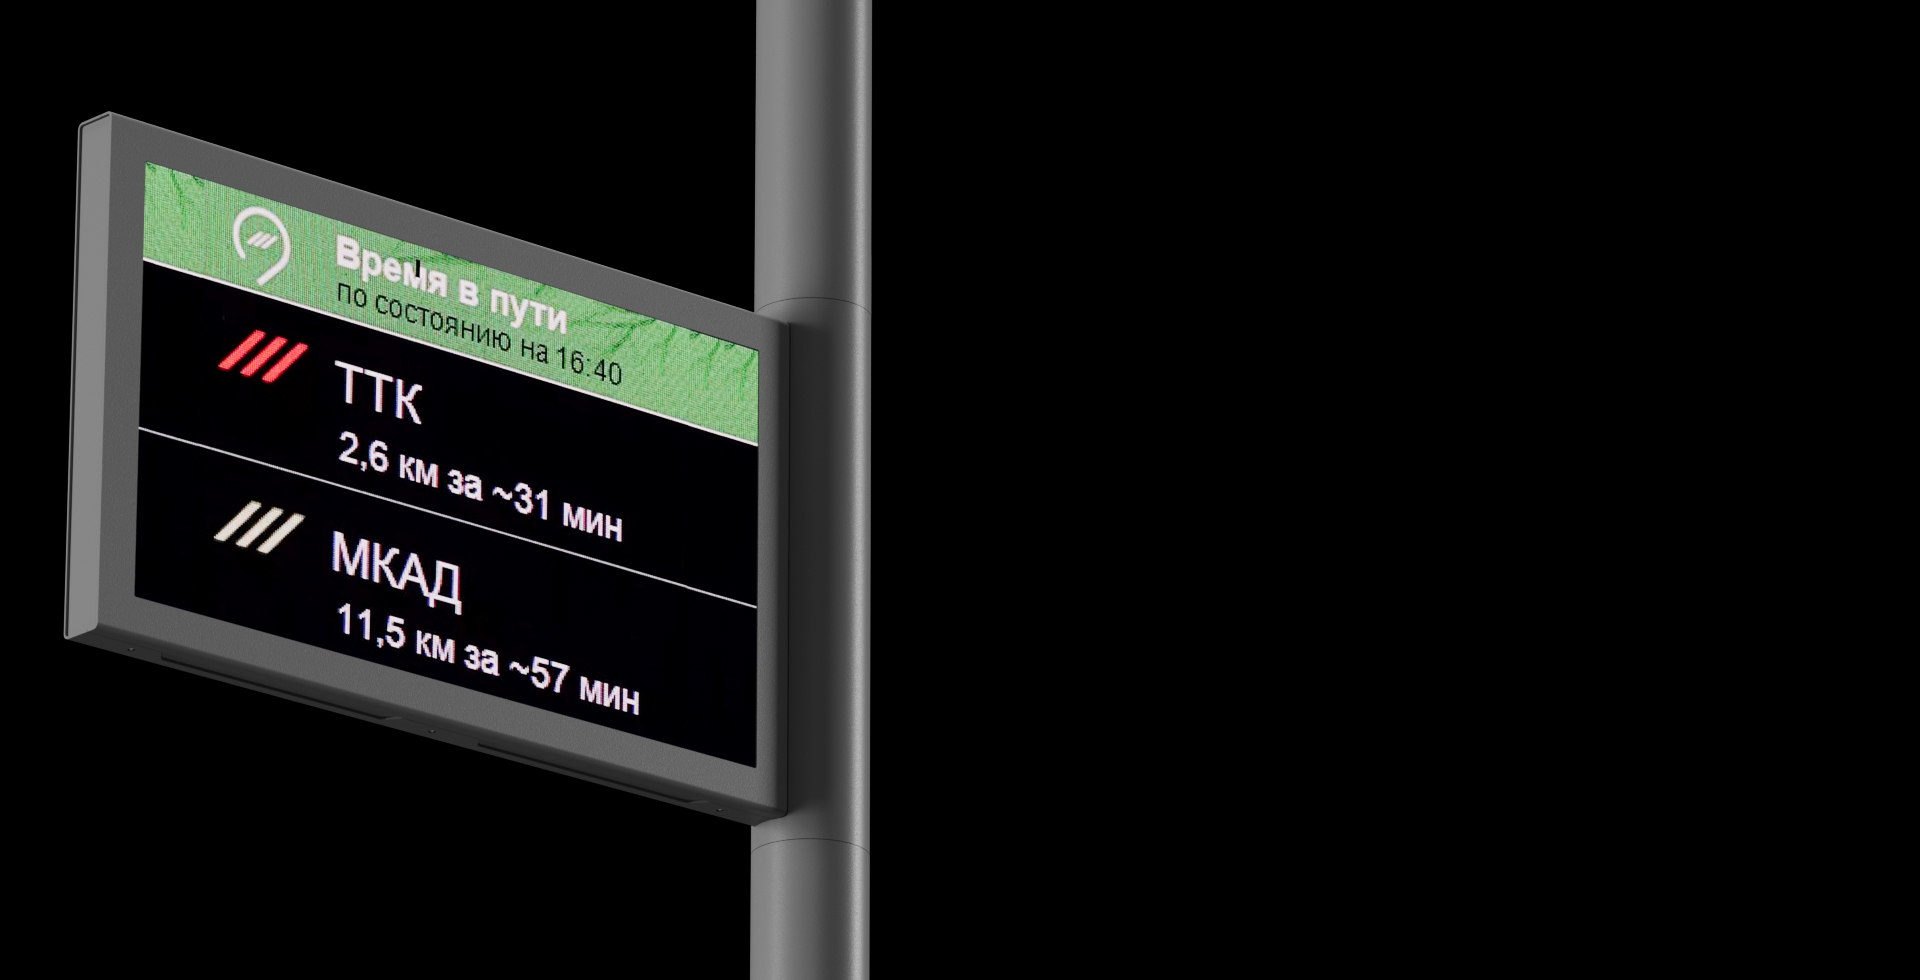 Время в пути
по состоянию на 16:40
ТТК
2,6 км за ~31 мин
МКАД
11,5 км за ~57 мин